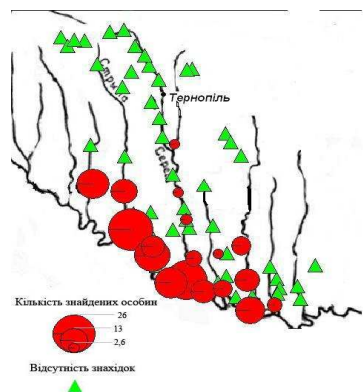 Стрипа
Тернопіль
Серет
Кількість знайдених особин
26
13
2,6
Відсутність знахідок